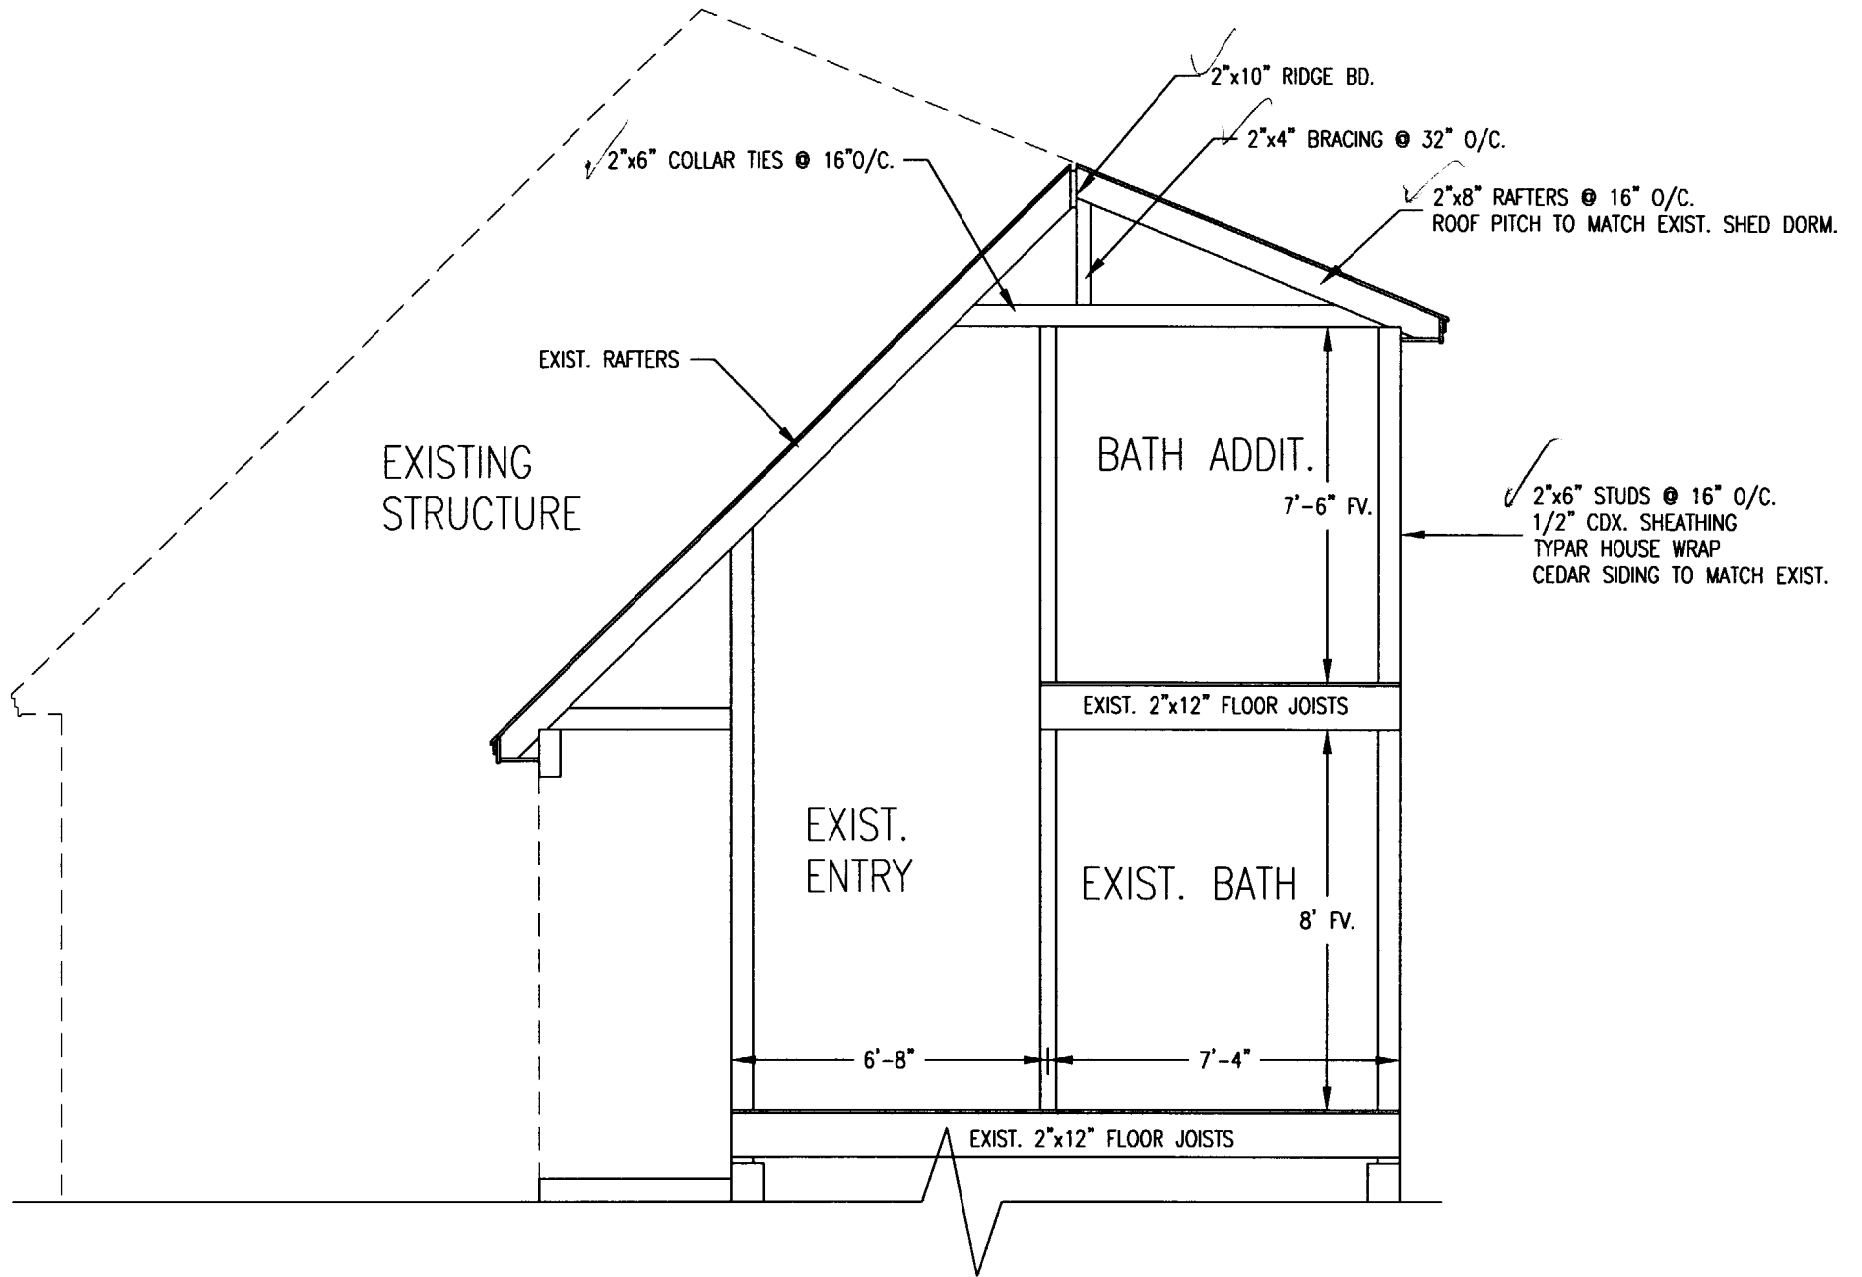 2"x10" RIDGE BD.
2"x4" BRACING @ 32" O/C.
2"x6" COLLAR TIES @ 16"O/C.
2"x8" RAFTERS @ 16" O/C.
ROOF PITCH TO MATCH EXIST. SHED DORM.
EXIST. RAFTERS
EXISTING
STRUCTURE
BATH ADDIT.
7'-6" FV.
2"x6" STUDS @ 16" O/C.
1/2" CDX. SHEATHING
TYPAR HOUSE WRAP
CEDAR SIDING TO MATCH EXIST.
EXIST. 2"x12" FLOOR JOISTS
EXIST.
ENTRY
EXIST. BATH
8' FV.
6'-8"
7'-4"
EXIST. 2"x12" FLOOR JOISTS